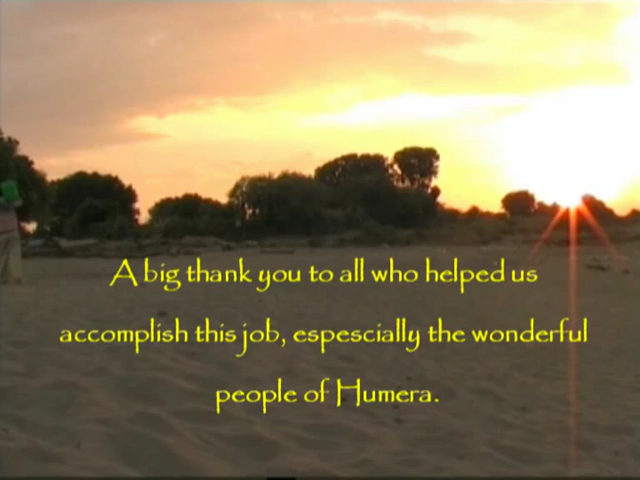 A big thank you to all who helped us
accomplish this job, espescially the wonderful
people of Humera.